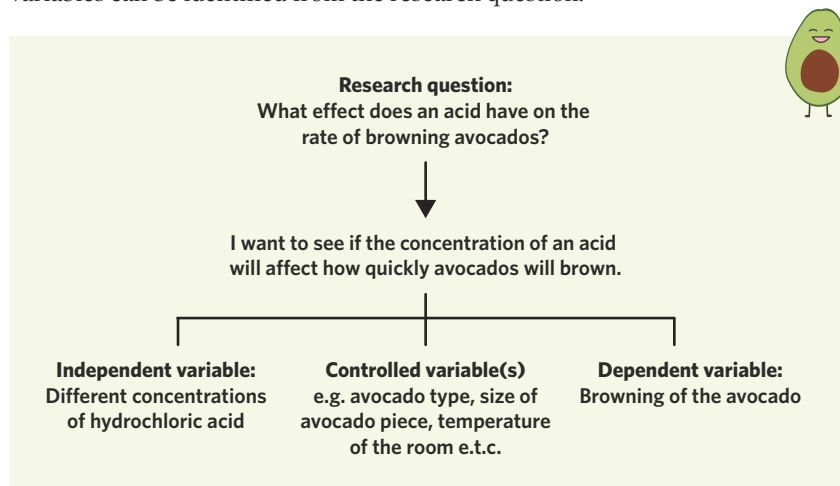 variables can be identified from the research question.
Research question:
What effect does an acid have on the
rate of browning avocados?
I want to see if the concentration of an acid
will affect how quickly avocados will brown.
Independent variable:
Different concentrations
of hydrochloric acid
Controlled variable(s)
e.g. avocado type, size of
avocado piece, temperature
of the room e.t.c.
Dependent variable:
Browning of the avocado